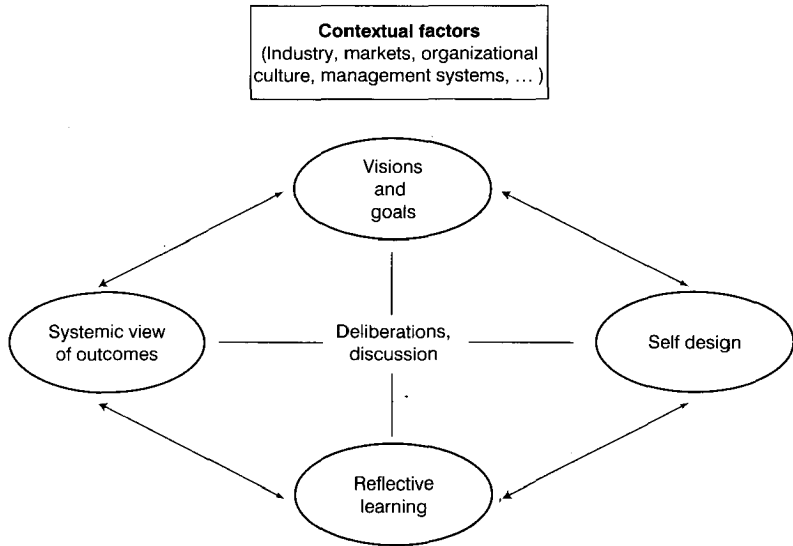 Contextual factors
(Industry, markets, organizational
culture, management systems, ... )
Visions
and
goals
Systemic view
of outcomes
Deliberations,
discussion
Self design
Reflective
learning